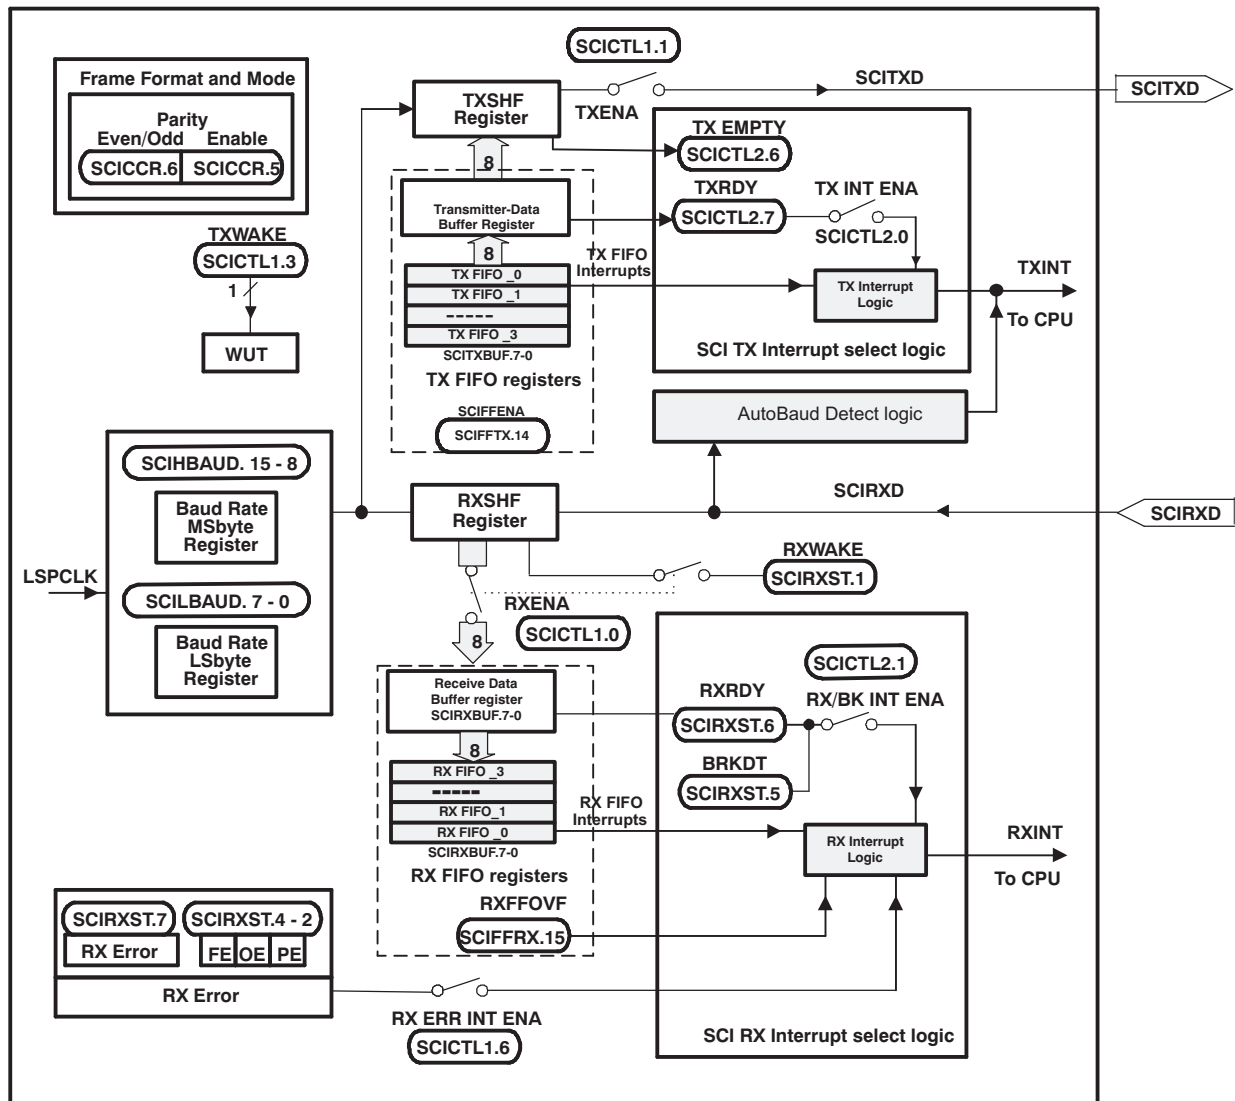 SCICTL1.1
Frame Format and Mode
Parity
Even/Odd Enable
SCICCR.6 SCICCR.5
TXSHF
Register
TXENA
SCITXD
SCITXD
TX EMPTY
SCICTL2.6
8
Transmitter-Data
Buffer Register
TXRDY
SCICTL2.7
TX INT ENA
SCICTL2.0
TXWAKE
SCICTL1.3
1
WUT
8
TX FIFO _0
TX FIFO _1
-----
TX FIFO _3
SCITXBUF.7-0
TX FIFO registers
SCIFFENA
SCIFFTX.14
TX FIFO
Interrupts
TX Interrupt
Logic
TXINT
To CPU
SCI TX Interrupt select logic
AutoBaud Detect logic
SCIHBAUD. 15 - 8
Baud Rate
MSbyte
Register
LSPCLK
SCILBAUD. 7 - 0
Baud Rate
LSbyte
Register
RXSHF
Register
SCIRXD
SCIRXD
RXWAKE
SCIRXST.1
RXENA
SCICTL1.0
8
Receive Data
Buffer register
SCIRXBUF.7-0
8
RX FIFO _3
-----
RX FIFO_1
RX FIFO _0
SCIRXBUF.7-0
RX FIFO registers
RX FIFO
Interrupts
SCICTL2.1
RXRDY
SCIRXST.6
RX/BK INT ENA
BRKDT
SCIRXST.5
RX Interrupt
Logic
RXINT
To CPU
RXFFOVF
SCIFFRX.15
SCIRXST.7 SCIRXST.4 - 2
RX Error FE OE PE
RX Error
RX ERR INT ENA
SCICTL1.6
SCI RX Interrupt select logic